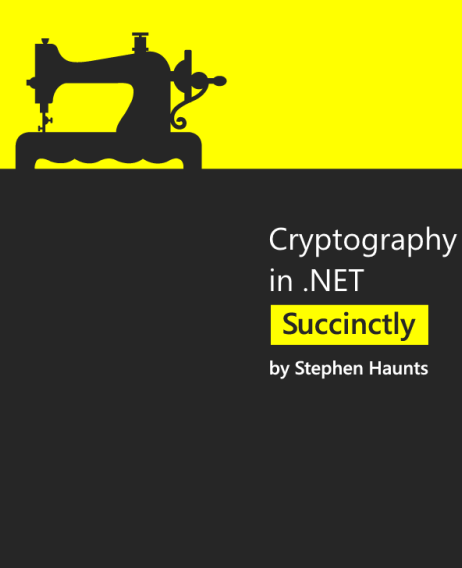 Cryptography
in .NET
Succinctly
by Stephen Haunts